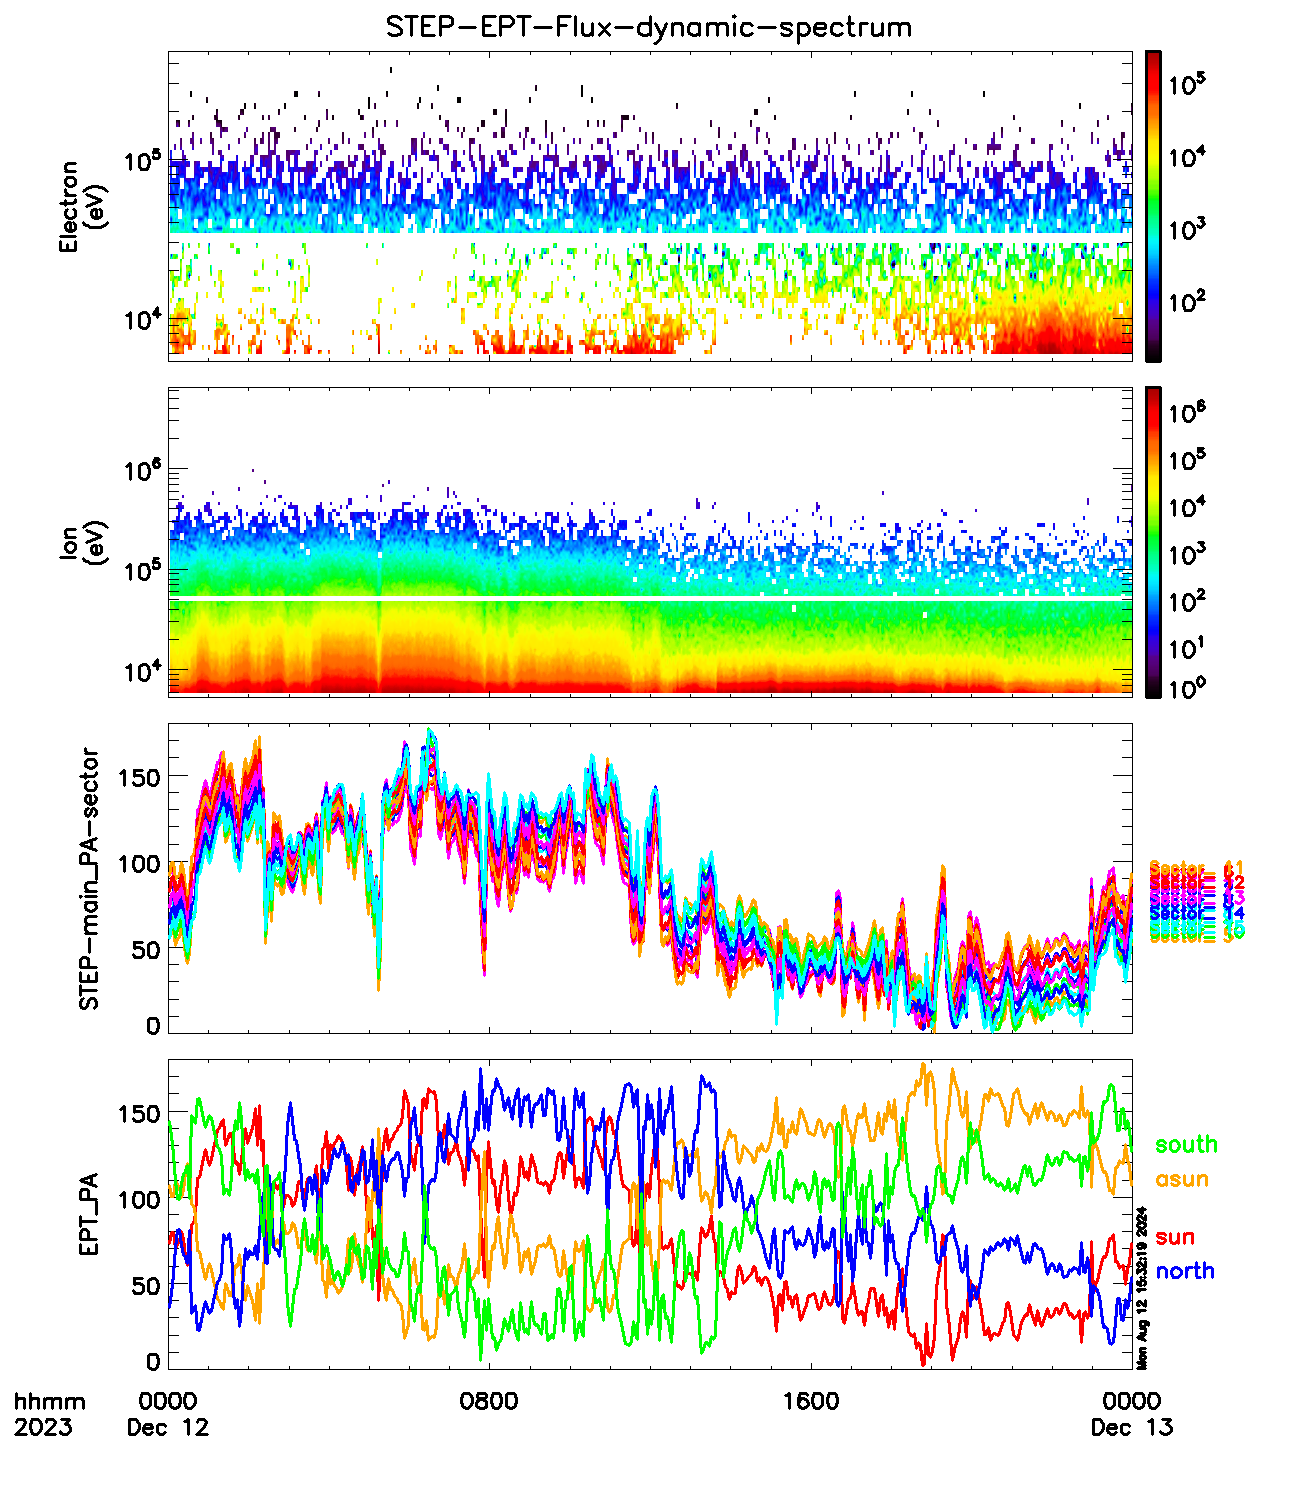 STEP-EPT-Flux-dynamic-spectrum
Electron
(eV)
10^5
10^4
10^5
10^4
10^3
10^2
Ion
(eV)
10^6
10^5
10^4
10^6
10^5
10^4
10^3
10^2
10^1
10^0
STEP-main_PA-sector
150
100
50
0
Sector_ 14
EPT_PA
150
100
50
0
south
asun
sun
north
Mon Aug 12 15:32:19 2024
hhmm
2023
0000
Dec 12
0800
1600
0000
Dec 13